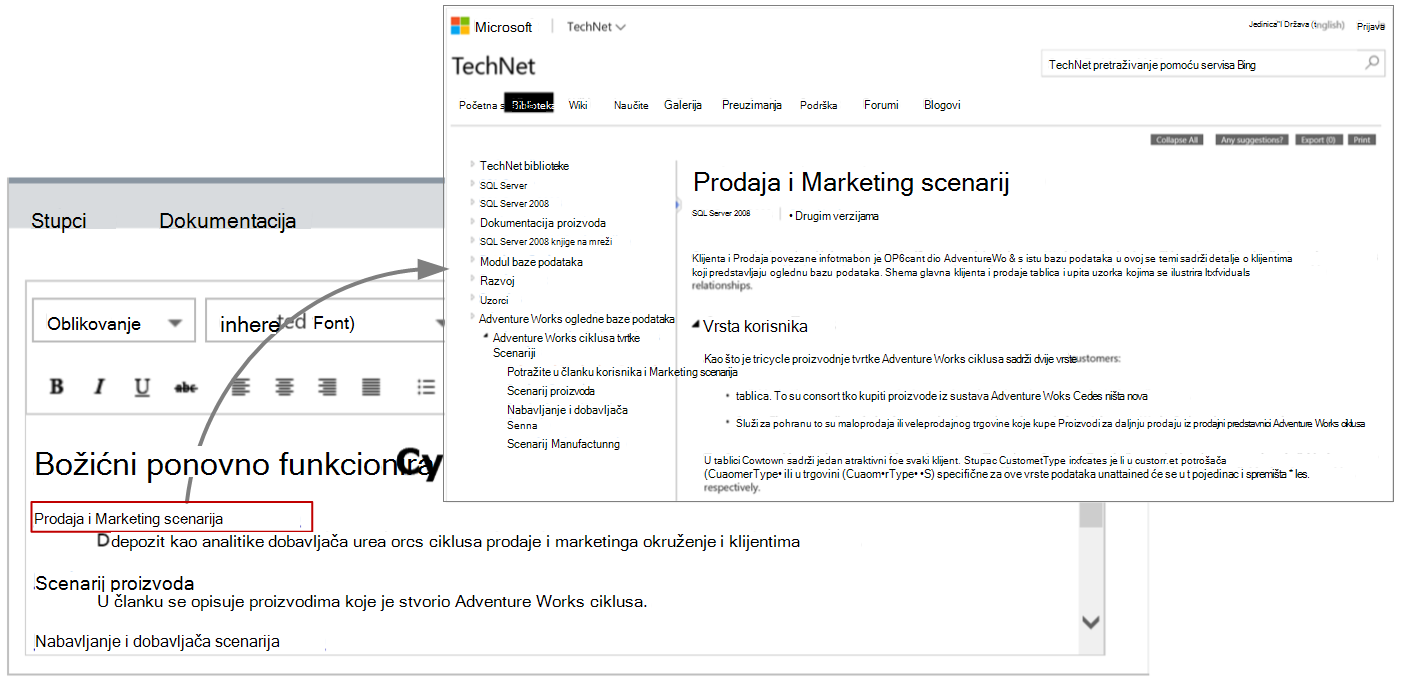 Microsoft
TechNet
Jedinica"l Država (tnglish)
Prijava
TechNet
TechNet pretraživanje pomoću servisa Bing
Početna s
Biblioteka
Wiki
Naučite
Galerija
Preuzimanja
Podrška
Forumi
Blogovi
Collapse All
Any suggestions?
Export (0)
Print
TechNet biblioteke
SQL Server
SQL Server 2008
Dokumentacija proizvoda
SQL Server 2008 knjige na mreži
Modul baze podataka
Razvoj
Uzorci
Adventure Works ogledne baze podataka
Adventure Works ciklusa tvrtke
Scenariji
Potražite u članku korisnika i Marketing scenarija
Scenarij proizvoda
Nabavljanje i dobavljača
Senna
Scenarij Manufactunng
Prodaja i Marketing scenarij
SQL Server 2008
• Drugim verzijama
Klijenta i Prodaja povezane infotmabon je OP6cant dio AdventureWo & s istu bazu podataka u ovoj se temi sadrži detalje o klijentima
koji predstavljaju oglednu bazu podataka. Shema glavna klijenta i prodaje tablica i upita uzorka kojima se ilustrira ltxfviduals
relationships.
Vrsta korisnika
Kao što je tricycle proizvodnje tvrtke Adventure Works ciklusa sadrži dvije vrste customers:
• tablica. To su consort tko kupiti proizvode iz sustava Adventure Woks Cedes ništa nova
• Služi za pohranu to su maloprodaja ili veleprodajnog trgovine koje kupe Proizvodi za daljnju prodaju iz prodajni predstavnici Adventure Works ciklusa
U tablici Cowtown sadrži jedan atraktivni foe svaki klijent. Stupac CustometType irxfcates je li u custorr.et potrošača
(CuaomerType• ili u trgovini (Cuaom•rType• •S) specifične za ove vrste podataka unattained će se u t pojedinac i spremišta * les.
respectively.
Stupci
Dokumentacija
Oblikovanje
inhereted Font)
B I U abc
Božićni ponovno funkcionira Cy
Prodaja i Marketing scenarija
D depozit kao analitike dobavljača urea orcs ciklusa prodaje i marketinga okruženje i klijentima
Scenarij proizvoda
U članku se opisuje proizvodima koje je stvorio Adventure Works ciklusa.
Nabavljanje i dobavljača scenarija